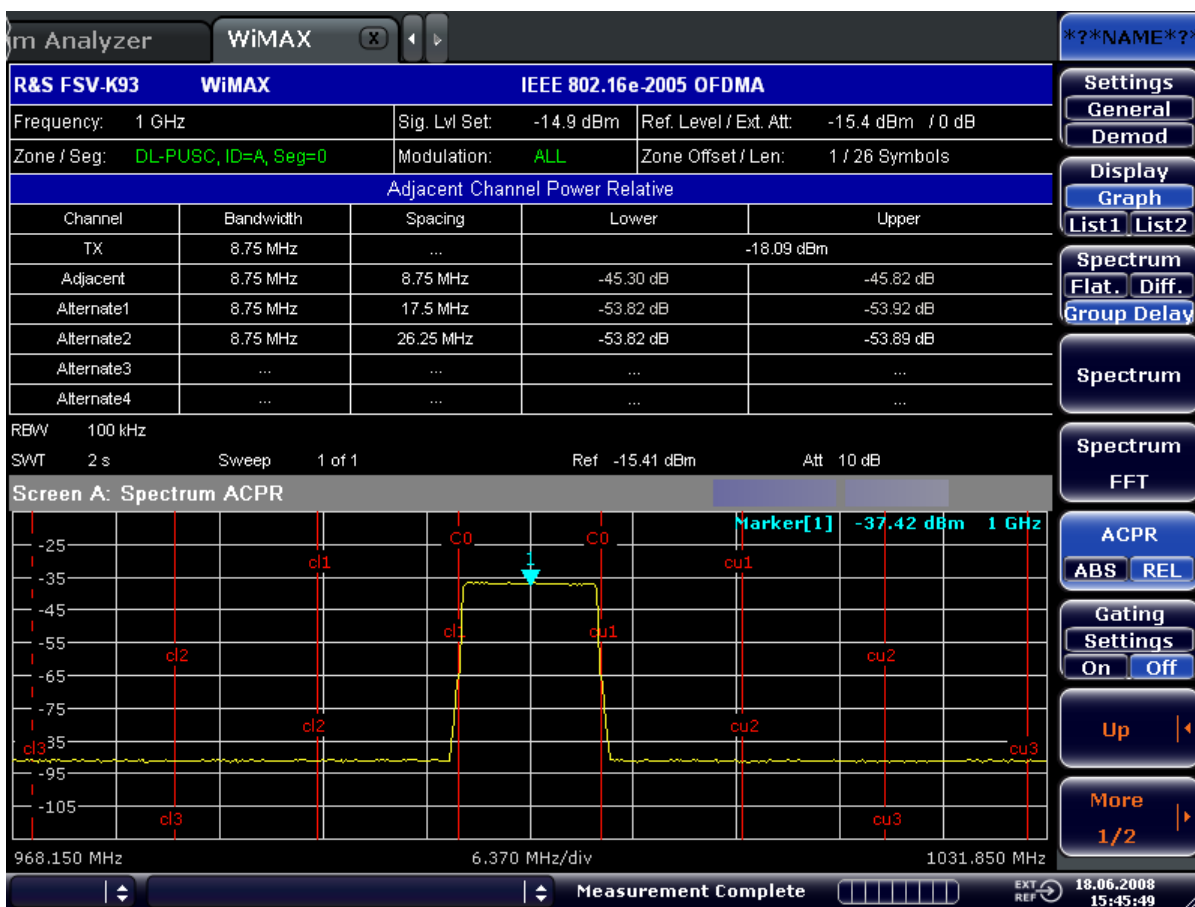 m Analyzer WiMAX X *?*NAME*?*
R&S FSV-K93 WiMAX IEEE 802.16e-2005 OFDMA
Frequency: 1 GHz Sig. Lvl Set: -14.9 dBm Ref. Level / Ext. Att: -15.4 dBm / 0 dB
Zone / Seg: DL-PUSC, ID=A, Seg=0 Modulation: ALL Zone Offset / Len: 1 / 26 Symbols
Adjacent Channel Power Relative
Channel Bandwidth Spacing Lower Upper
TX 8.75 MHz ... -18.09 dBm
Adjacent 8.75 MHz 8.75 MHz -45.30 dB -45.82 dB
Alternate1 8.75 MHz 17.5 MHz -53.82 dB -53.92 dB
Alternate2 8.75 MHz 26.25 MHz -53.82 dB -53.89 dB
Alternate3 ... ... ... ...
Alternate4 ... ... ... ...
RBW 100 kHz
SWT 2 s Sweep 1 of 1 Ref -15.41 dBm Att 10 dB
Screen A: Spectrum ACPR
Marker[1] -37.42 dBm 1 GHz
C0 C0
-25
cl1 1 cu1
-35
-45
cl1 cu1
-55
cl2 cu2
-65
-75
cl2 cu2
35
cl3 cu3
-95
-105
cl3 cu3
968.150 MHz 6.370 MHz/div 1031.850 MHz
Measurement Complete EXT REF 18.06.2008
15:45:49
Settings
General
Demod
Display
Graph
List1 List2
Spectrum
Flat. Diff.
Group Delay
Spectrum
Spectrum
FFT
ACPR
ABS REL
Gating
Settings
On Off
Up
More
1/2